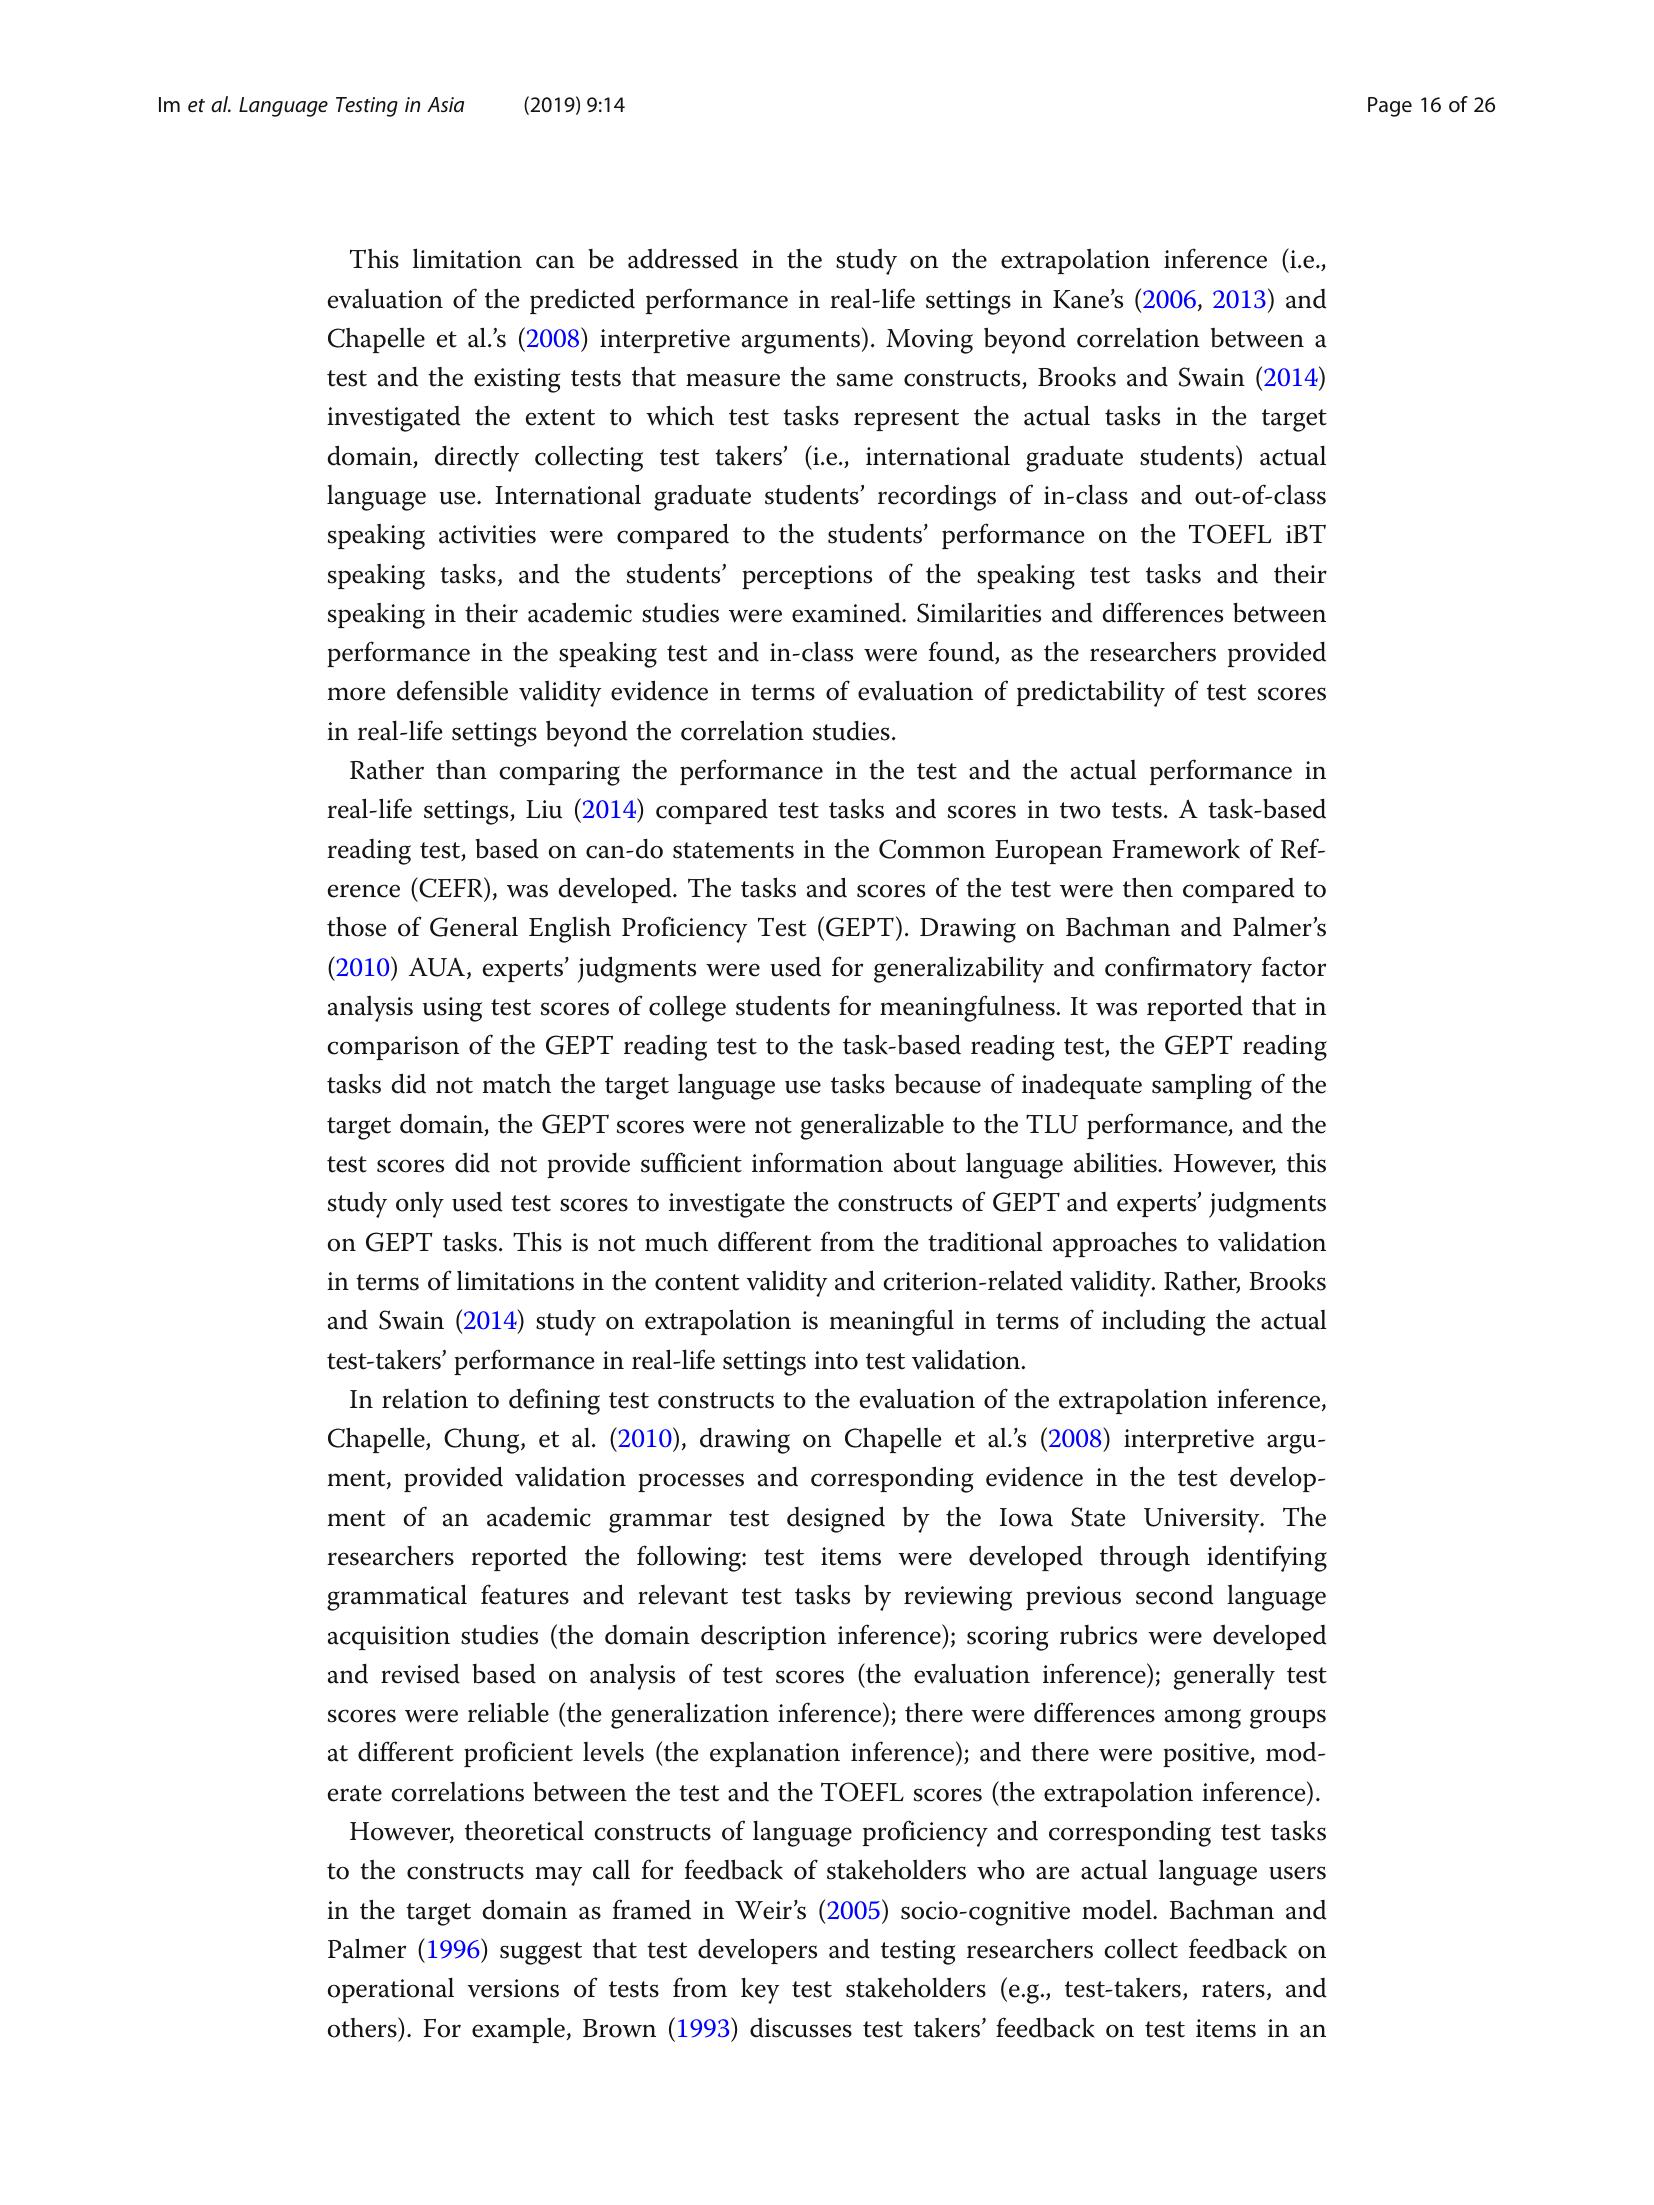 Im et al. Language Testing in Asia (2019) 9:14 Page 16 of 26
This limitation can be addressed in the study on the extrapolation inference (i.e.,
evaluation of the predicted performance in real-life settings in Kane’s (2006, 2013) and
Chapelle et al.’s (2008) interpretive arguments). Moving beyond correlation between a
test and the existing tests that measure the same constructs, Brooks and Swain (2014)
investigated the extent to which test tasks represent the actual tasks in the target
domain, directly collecting test takers’ (i.e., international graduate students) actual
language use. International graduate students’ recordings of in-class and out-of-class
speaking activities were compared to the students’ performance on the TOEFL iBT
speaking tasks, and the students’ perceptions of the speaking test tasks and their
speaking in their academic studies were examined. Similarities and differences between
performance in the speaking test and in-class were found, as the researchers provided
more defensible validity evidence in terms of evaluation of predictability of test scores
in real-life settings beyond the correlation studies.
Rather than comparing the performance in the test and the actual performance in
real-life settings, Liu (2014) compared test tasks and scores in two tests. A task-based
reading test, based on can-do statements in the Common European Framework of Ref-
erence (CEFR), was developed. The tasks and scores of the test were then compared to
those of General English Proficiency Test (GEPT). Drawing on Bachman and Palmer’s
(2010) AUA, experts’ judgments were used for generalizability and confirmatory factor
analysis using test scores of college students for meaningfulness. It was reported that in
comparison of the GEPT reading test to the task-based reading test, the GEPT reading
tasks did not match the target language use tasks because of inadequate sampling of the
target domain, the GEPT scores were not generalizable to the TLU performance, and the
test scores did not provide sufficient information about language abilities. However, this
study only used test scores to investigate the constructs of GEPT and experts’ judgments
on GEPT tasks. This is not much different from the traditional approaches to validation
in terms of limitations in the content validity and criterion-related validity. Rather, Brooks
and Swain (2014) study on extrapolation is meaningful in terms of including the actual
test-takers’ performance in real-life settings into test validation.
In relation to defining test constructs to the evaluation of the extrapolation inference,
Chapelle, Chung, et al. (2010), drawing on Chapelle et al.’s (2008) interpretive argu-
ment, provided validation processes and corresponding evidence in the test develop-
ment of an academic grammar test designed by the Iowa State University. The
researchers reported the following: test items were developed through identifying
grammatical features and relevant test tasks by reviewing previous second language
acquisition studies (the domain description inference); scoring rubrics were developed
and revised based on analysis of test scores (the evaluation inference); generally test
scores were reliable (the generalization inference); there were differences among groups
at different proficient levels (the explanation inference); and there were positive, mod-
erate correlations between the test and the TOEFL scores (the extrapolation inference).
However, theoretical constructs of language proficiency and corresponding test tasks
to the constructs may call for feedback of stakeholders who are actual language users
in the target domain as framed in Weir’s (2005) socio-cognitive model. Bachman and
Palmer (1996) suggest that test developers and testing researchers collect feedback on
operational versions of tests from key test stakeholders (e.g., test-takers, raters, and
others). For example, Brown (1993) discusses test takers’ feedback on test items in an